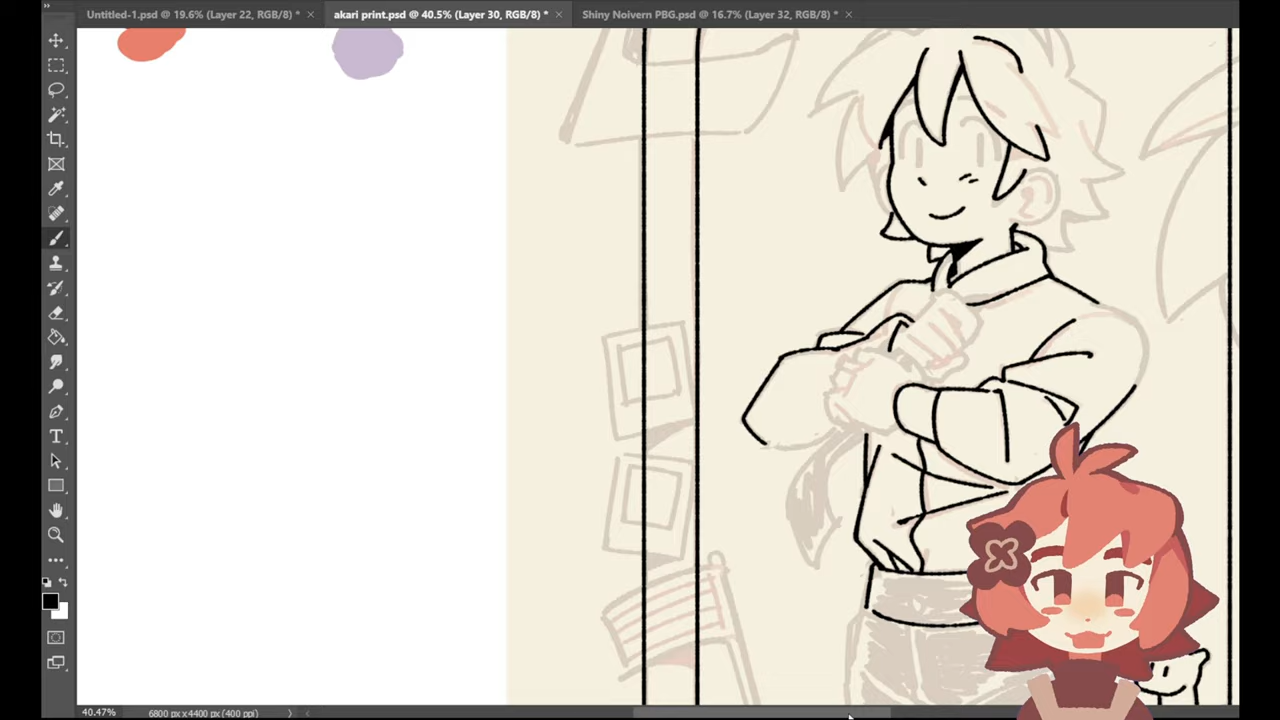 Untitled-1.psd @ 19.6% (Layer 22, RGB/8) * × akari print.psd @ 40.5% (Layer 30, RGB/8) * × Shiny Noivern PBG.psd @ 16.7% (Layer 32, RGB/8) * ×
T
40.47% 6800 px x 4400 px (400 ppi)